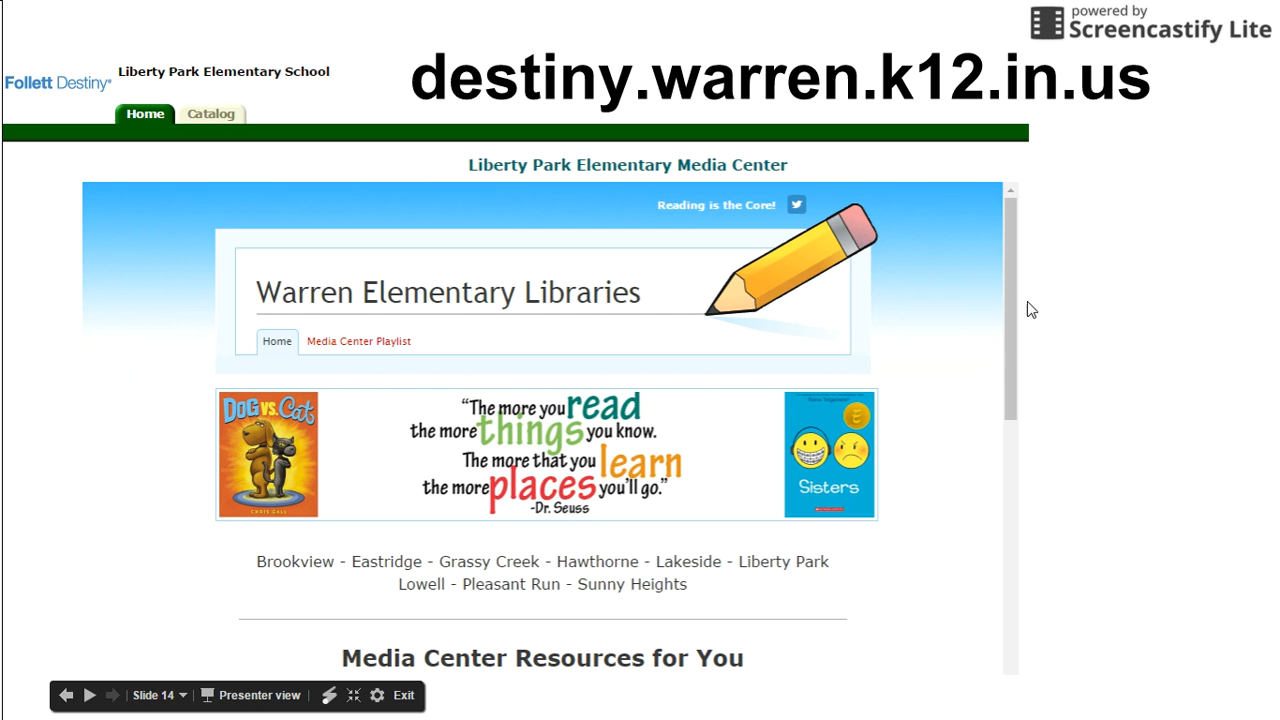 powered by
Screencastify Lite
Follett Destiny®
Liberty Park Elementary School
destiny.warren.k12.in.us
Home
Catalog
Liberty Park Elementary Media Center
Reading is the Core!
Warren Elementary Libraries
Home
Media Center Playlist
DOG vs. Cat
CHRIS GALL
“The more you read
the more things you know.
The more that you learn
the more places you’ll go.”
-Dr. Seuss
Sisters
Brookview - Eastridge - Grassy Creek - Hawthorne - Lakeside - Liberty Park
Lowell - Pleasant Run - Sunny Heights
Media Center Resources for You
Slide 14
Presenter view
Exit